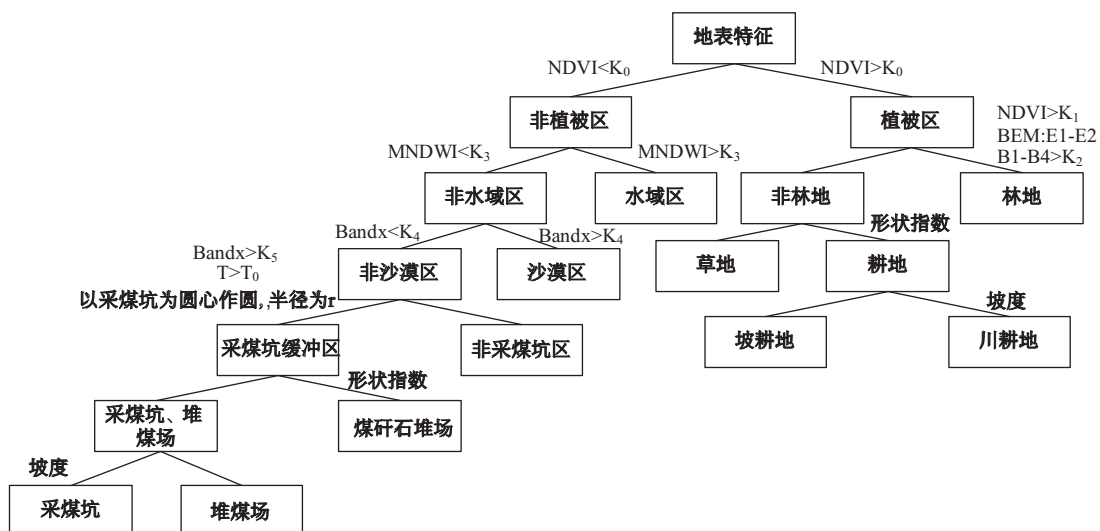 地表特征
NDVI<K₀
NDVI>K₀
非植被区
植被区
NDVI>K₁
BEM:E1-E2
B1-B4>K₂
MNDWI<K₃
MNDWI>K₃
非水域区
水域区
非林地
林地
Bandx<K₄
Bandx>K₄
形状指数
Bandx>K₅
T>T₀
以采煤坑为圆心作圆,半径为r
非沙漠区
沙漠区
草地
耕地
坡度
采煤坑缓冲区
非采煤坑区
坡耕地
川耕地
形状指数
采煤坑、堆
煤场
煤矸石堆场
坡度
采煤坑
堆煤场